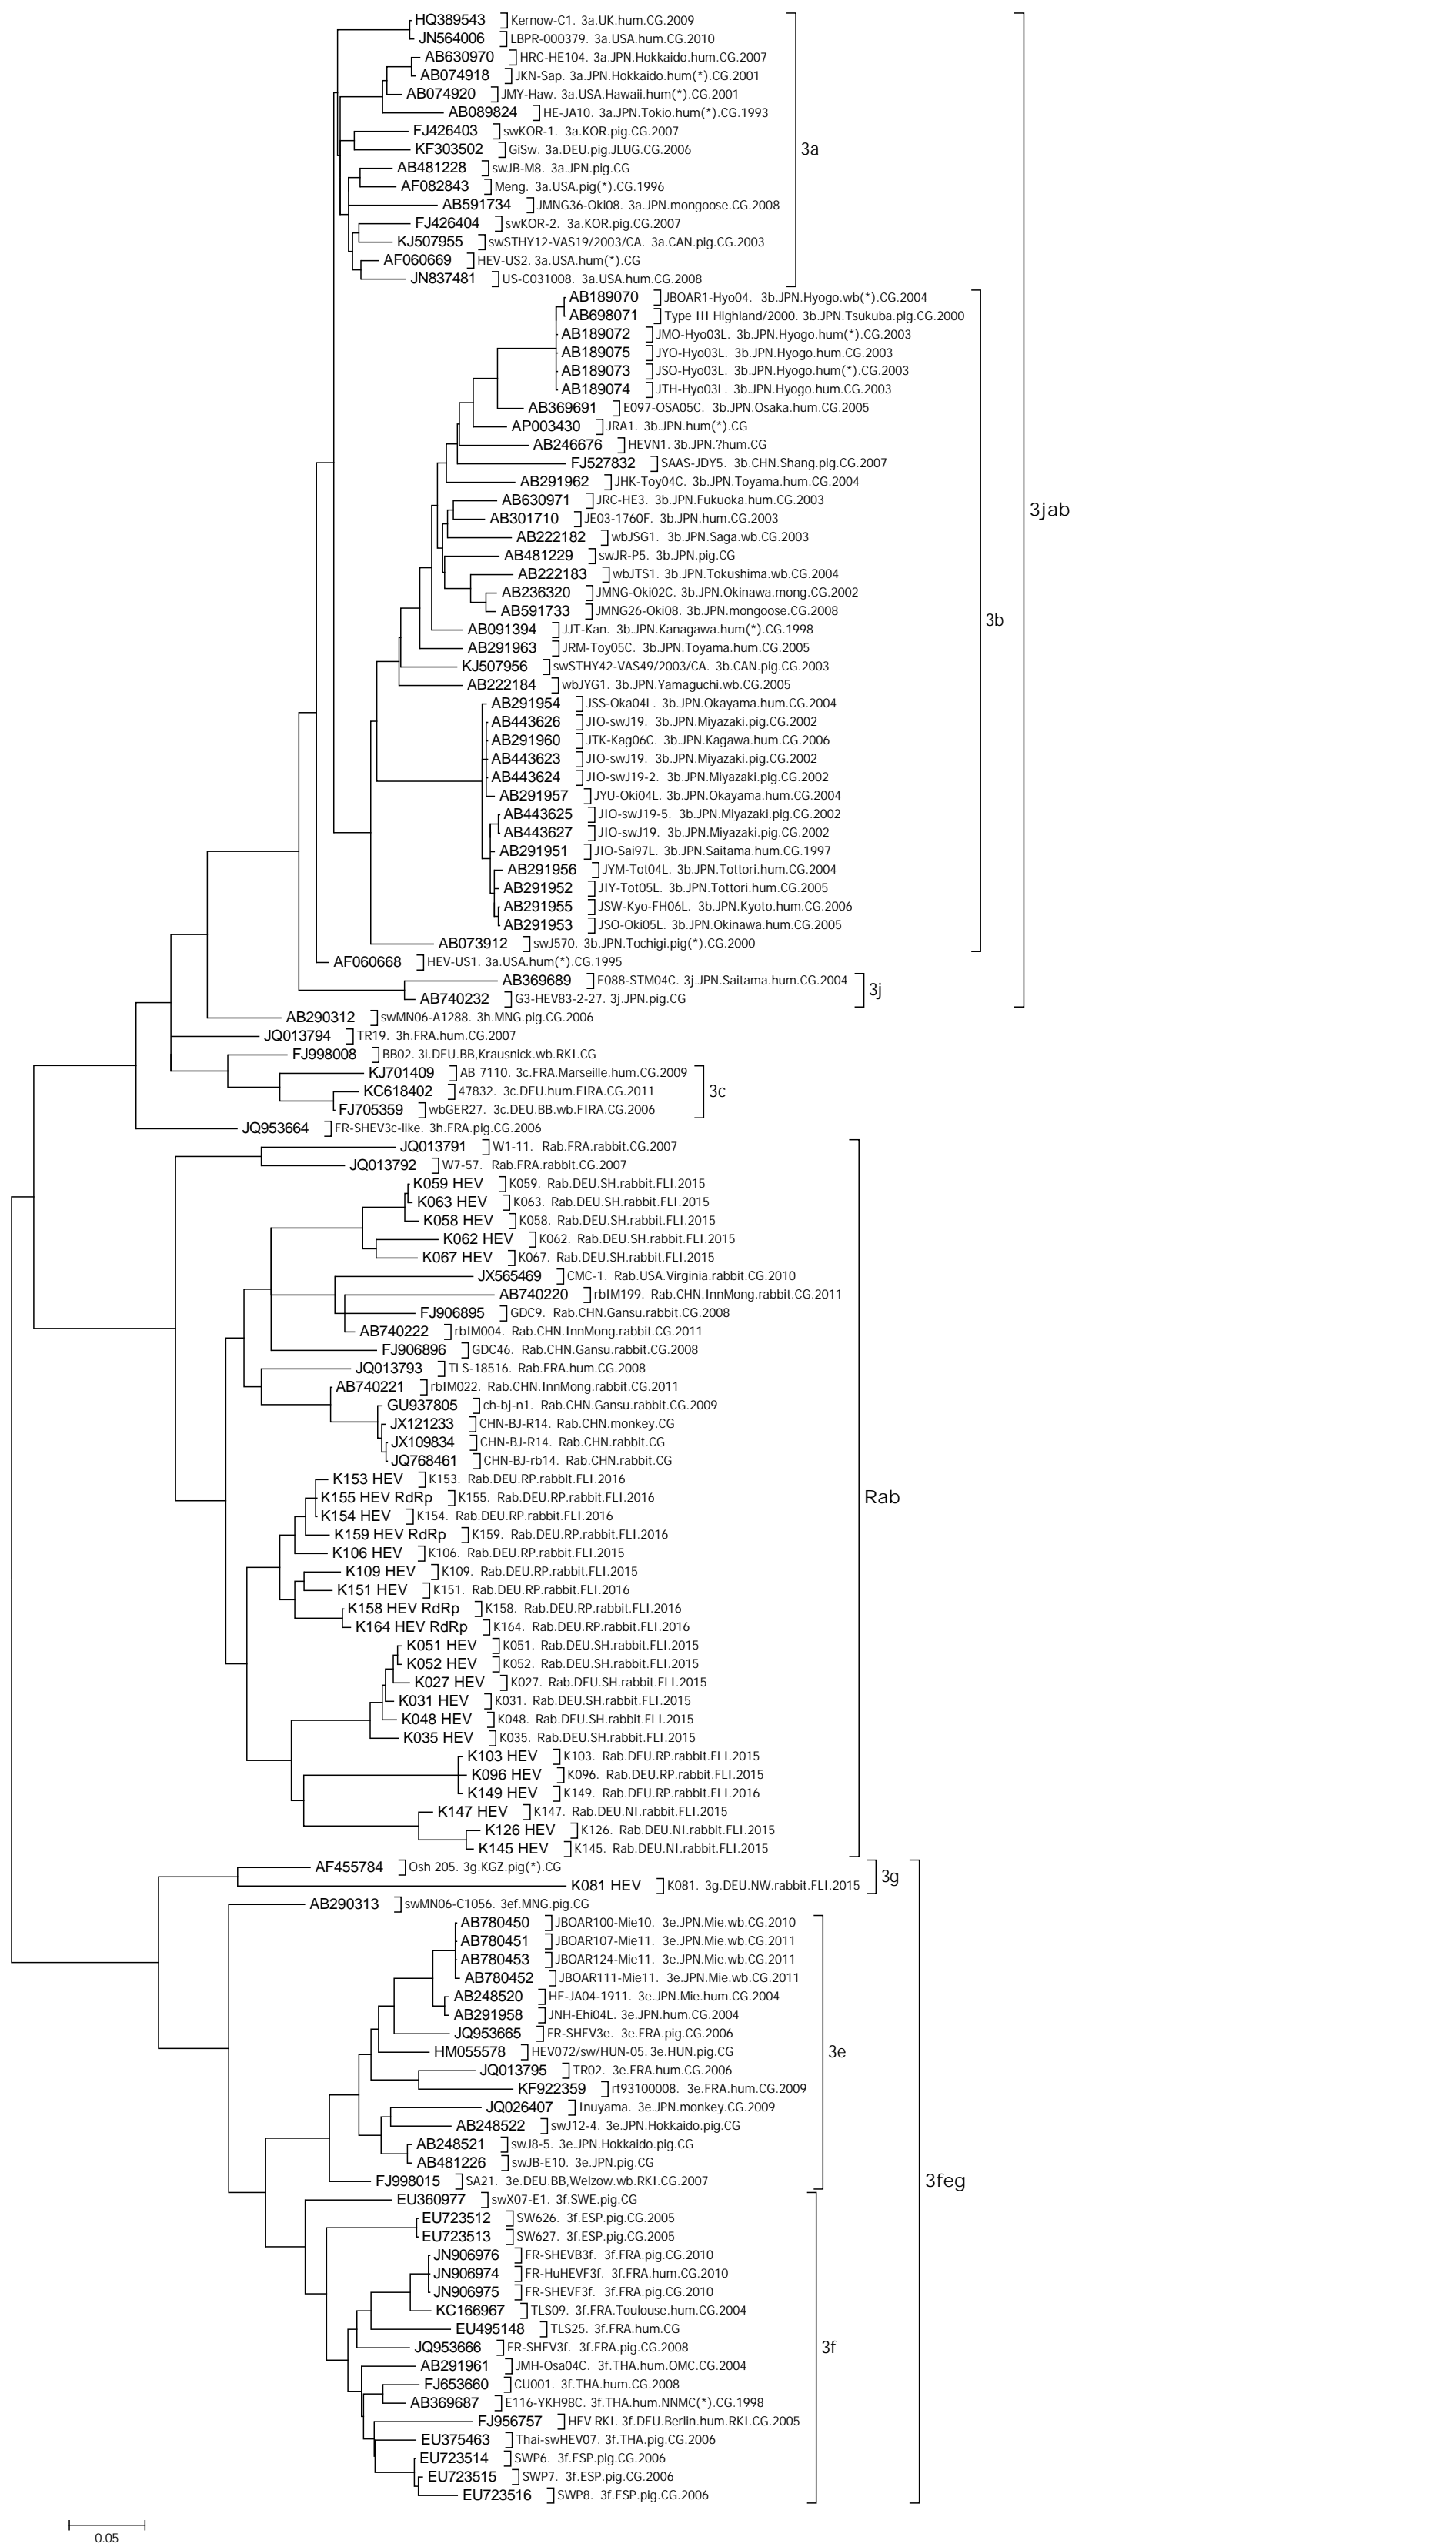 HQ389543 Kernow-C1. 3a.UK.hum.CG.2009
JN564006 LBPR-000379. 3a.USA.hum.CG.2010
AB630970 HRC-HE104. 3a.JPN.Hokkaido.hum.CG.2007
AB074918 JKN-Sap. 3a.JPN.Hokkaido.hum(*).CG.2001
AB074920 JMY-Haw. 3a.USA.Hawaii.hum(*).CG.2001
AB089824 HE-JA10. 3a.JPN.Tokio.hum(*).CG.1993
FJ426403 swKOR-1. 3a.KOR.pig.CG.2007
KF303502 GiSw. 3a.DEU.pig.JLUG.CG.2006
3a
AB481228 swJB-M8. 3a.JPN.pig.CG
AF082843 Meng. 3a.USA.pig(*).CG.1996
AB591734 JMNG36-Oki08. 3a.JPN.mongoose.CG.2008
FJ426404 swKOR-2. 3a.KOR.pig.CG.2007
KJ507955 swSTHY12-VAS19/2003/CA. 3a.CAN.pig.CG.2003
AF060669 HEV-US2. 3a.USA.hum(*).CG
JN837481 US-C031008. 3a.USA.hum.CG.2008
AB189070 JBOAR1-Hyo04. 3b.JPN.Hyogo.wb(*).CG.2004
AB698071 Type III Highland/2000. 3b.JPN.Tsukuba.pig.CG.2000
AB189072 JMO-Hyo03L. 3b.JPN.Hyogo.hum(*).CG.2003
AB189075 JYO-Hyo03L. 3b.JPN.Hyogo.hum.CG.2003
AB189073 JSO-Hyo03L. 3b.JPN.Hyogo.hum(*).CG.2003
AB189074 JTH-Hyo03L. 3b.JPN.Hyogo.hum.CG.2003
AB369691 E097-OSA05C. 3b.JPN.Osaka.hum.CG.2005
AP003430 JRA1. 3b.JPN.hum(*).CG
AB246676 HEVN1. 3b.JPN.?hum.CG
FJ527832 SAAS-JDY5. 3b.CHN.Shang.pig.CG.2007
AB291962 JHK-Toy04C. 3b.JPN.Toyama.hum.CG.2004
AB630971 JRC-HE3. 3b.JPN.Fukuoka.hum.CG.2003
3jab
AB301710 JE03-1760F. 3b.JPN.hum.CG.2003
AB222182 wbJSG1. 3b.JPN.Saga.wb.CG.2003
AB481229 swJR-P5. 3b.JPN.pig.CG
AB222183 wbJTS1. 3b.JPN.Tokushima.wb.CG.2004
AB236320 JMNG-Oki02C. 3b.JPN.Okinawa.mong.CG.2002
AB591733 JMNG26-Oki08. 3b.JPN.mongoose.CG.2008
3b
AB091394 JJT-Kan. 3b.JPN.Kanagawa.hum(*).CG.1998
AB291963 JRM-Toy05C. 3b.JPN.Toyama.hum.CG.2005
KJ507956 swSTHY42-VAS49/2003/CA. 3b.CAN.pig.CG.2003
AB222184 wbJYG1. 3b.JPN.Yamaguchi.wb.CG.2005
AB291954 JSS-Oka04L. 3b.JPN.Okayama.hum.CG.2004
AB443626 JIO-swJ19. 3b.JPN.Miyazaki.pig.CG.2002
AB291960 JTK-Kag06C. 3b.JPN.Kagawa.hum.CG.2006
AB443623 JIO-swJ19. 3b.JPN.Miyazaki.pig.CG.2002
AB443624 JIO-swJ19-2. 3b.JPN.Miyazaki.pig.CG.2002
AB291957 JYU-Oki04L. 3b.JPN.Okayama.hum.CG.2004
AB443625 JIO-swJ19-5. 3b.JPN.Miyazaki.pig.CG.2002
AB443627 JIO-swJ19. 3b.JPN.Miyazaki.pig.CG.2002
AB291951 JIO-Sai97L. 3b.JPN.Saitama.hum.CG.1997
AB291956 JYM-Tot04L. 3b.JPN.Tottori.hum.CG.2004
AB291952 JIY-Tot05L. 3b.JPN.Tottori.hum.CG.2005
AB291955 JSW-Kyo-FH06L. 3b.JPN.Kyoto.hum.CG.2006
AB291953 JSO-Oki05L. 3b.JPN.Okinawa.hum.CG.2005
AB073912 swJ570. 3b.JPN.Tochigi.pig(*).CG.2000
AF060668 HEV-US1. 3a.USA.hum(*).CG.1995
AB369689 E088-STM04C. 3j.JPN.Saitama.hum.CG.2004
3j
AB740232 G3-HEV83-2-27. 3j.JPN.pig.CG
AB290312 swMN06-A1288. 3h.MNG.pig.CG.2006
JQ013794 TR19. 3h.FRA.hum.CG.2007
FJ998008 BB02. 3i.DEU.BB,Krausnick.wb.RKI.CG
KJ701409 AB 7110. 3c.FRA.Marseille.hum.CG.2009
KC618402 47832. 3c.DEU.hum.FIRA.CG.2011
3c
FJ705359 wbGER27. 3c.DEU.BB.wb.FIRA.CG.2006
JQ953664 FR-SHEV3c-like. 3h.FRA.pig.CG.2006
JQ013791 W1-11. Rab.FRA.rabbit.CG.2007
JQ013792 W7-57. Rab.FRA.rabbit.CG.2007
K059 HEV K059. Rab.DEU.SH.rabbit.FLI.2015
K063 HEV K063. Rab.DEU.SH.rabbit.FLI.2015
K058 HEV K058. Rab.DEU.SH.rabbit.FLI.2015
K062 HEV K062. Rab.DEU.SH.rabbit.FLI.2015
K067 HEV K067. Rab.DEU.SH.rabbit.FLI.2015
JX565469 CMC-1. Rab.USA.Virginia.rabbit.CG.2010
AB740220 rbIM199. Rab.CHN.InnMong.rabbit.CG.2011
FJ906895 GDC9. Rab.CHN.Gansu.rabbit.CG.2008
AB740222 rbIM004. Rab.CHN.InnMong.rabbit.CG.2011
FJ906896 GDC46. Rab.CHN.Gansu.rabbit.CG.2008
JQ013793 TLS-18516. Rab.FRA.hum.CG.2008
AB740221 rbIM022. Rab.CHN.InnMong.rabbit.CG.2011
GU937805 ch-bj-n1. Rab.CHN.Gansu.rabbit.CG.2009
JX121233 CHN-BJ-R14. Rab.CHN.monkey.CG
JX109834 CHN-BJ-R14. Rab.CHN.rabbit.CG
JQ768461 CHN-BJ-rb14. Rab.CHN.rabbit.CG
K153 HEV K153. Rab.DEU.RP.rabbit.FLI.2016
K155 HEV RdRp K155. Rab.DEU.RP.rabbit.FLI.2016
Rab
K154 HEV K154. Rab.DEU.RP.rabbit.FLI.2016
K159 HEV RdRp K159. Rab.DEU.RP.rabbit.FLI.2016
K106 HEV K106. Rab.DEU.RP.rabbit.FLI.2015
K109 HEV K109. Rab.DEU.RP.rabbit.FLI.2015
K151 HEV K151. Rab.DEU.RP.rabbit.FLI.2016
K158 HEV RdRp K158. Rab.DEU.RP.rabbit.FLI.2016
K164 HEV RdRp K164. Rab.DEU.RP.rabbit.FLI.2016
K051 HEV K051. Rab.DEU.SH.rabbit.FLI.2015
K052 HEV K052. Rab.DEU.SH.rabbit.FLI.2015
K027 HEV K027. Rab.DEU.SH.rabbit.FLI.2015
K031 HEV K031. Rab.DEU.SH.rabbit.FLI.2015
K048 HEV K048. Rab.DEU.SH.rabbit.FLI.2015
K035 HEV K035. Rab.DEU.SH.rabbit.FLI.2015
K103 HEV K103. Rab.DEU.RP.rabbit.FLI.2015
K096 HEV K096. Rab.DEU.RP.rabbit.FLI.2015
K149 HEV K149. Rab.DEU.RP.rabbit.FLI.2016
K147 HEV K147. Rab.DEU.NI.rabbit.FLI.2015
K126 HEV K126. Rab.DEU.NI.rabbit.FLI.2015
K145 HEV K145. Rab.DEU.NI.rabbit.FLI.2015
AF455784 Osh 205. 3g.KGZ.pig(*).CG
3g
K081 HEV K081. 3g.DEU.NW.rabbit.FLI.2015
AB290313 swMN06-C1056. 3ef.MNG.pig.CG
AB780450 JBOAR100-Mie10. 3e.JPN.Mie.wb.CG.2010
AB780451 JBOAR107-Mie11. 3e.JPN.Mie.wb.CG.2011
AB780453 JBOAR124-Mie11. 3e.JPN.Mie.wb.CG.2011
AB780452 JBOAR111-Mie11. 3e.JPN.Mie.wb.CG.2011
AB248520 HE-JA04-1911. 3e.JPN.Mie.hum.CG.2004
AB291958 JNH-Ehi04L. 3e.JPN.hum.CG.2004
JQ953665 FR-SHEV3e. 3e.FRA.pig.CG.2006
HM055578 HEV072/sw/HUN-05. 3e.HUN.pig.CG
3e
JQ013795 TR02. 3e.FRA.hum.CG.2006
KF922359 rt93100008. 3e.FRA.hum.CG.2009
JQ026407 Inuyama. 3e.JPN.monkey.CG.2009
AB248522 swJ12-4. 3e.JPN.Hokkaido.pig.CG
AB248521 swJ8-5. 3e.JPN.Hokkaido.pig.CG
AB481226 swJB-E10. 3e.JPN.pig.CG
FJ998015 SA21. 3e.DEU.BB,Welzow.wb.RKI.CG.2007
3feg
EU360977 swX07-E1. 3f.SWE.pig.CG
EU723512 SW626. 3f.ESP.pig.CG.2005
EU723513 SW627. 3f.ESP.pig.CG.2005
JN906976 FR-SHEVB3f. 3f.FRA.pig.CG.2010
JN906974 FR-HuHEVF3f. 3f.FRA.hum.CG.2010
JN906975 FR-SHEVF3f. 3f.FRA.pig.CG.2010
KC166967 TLS09. 3f.FRA.Toulouse.hum.CG.2004
EU495148 TLS25. 3f.FRA.hum.CG
JQ953666 FR-SHEV3f. 3f.FRA.pig.CG.2008
3f
AB291961 JMH-Osa04C. 3f.THA.hum.OMC.CG.2004
FJ653660 CU001. 3f.THA.hum.CG.2008
AB369687 E116-YKH98C. 3f.THA.hum.NNMC(*).CG.1998
FJ956757 HEV RKI. 3f.DEU.Berlin.hum.RKI.CG.2005
EU375463 Thai-swHEV07. 3f.THA.pig.CG.2006
EU723514 SWP6. 3f.ESP.pig.CG.2006
EU723515 SWP7. 3f.ESP.pig.CG.2006
EU723516 SWP8. 3f.ESP.pig.CG.2006
0.05